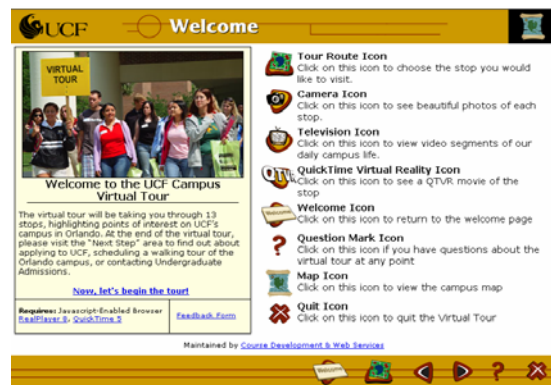 UCF
Welcome
VIRTUAL
TOUR
Welcome to the UCF Campus
Virtual Tour
The virtual tour will be taking you through 13
stops, highlighting points of interest on UCF's
campus in Orlando. At the end of the virtual tour,
please visit the "Next Step" area to find out about
applying to UCF, scheduling a walking tour of the
Orlando campus, or contacting Undergraduate
Admissions.
Now, let's begin the tour!
Requires: Javascript-Enabled Browser
RealPlayer 8, QuickTime 5
Feedback Form
Tour Route Icon
Click on this icon to choose the stop you would
like to visit.
Camera Icon
Click on this icon to see beautiful photos of each
stop.
Television Icon
Click on this icon to view video segments of our
daily campus life.
QTVR
QuickTime Virtual Reality Icon
Click on this icon to see a QTVR movie of the
stop
Welcome
Welcome Icon
Click on this icon to return to the welcome page
?
Question Mark Icon
Click on this icon if you have questions about the
virtual tour at any point
Map Icon
Click on this icon to view the campus map
Quit Icon
Click on this icon to quit the Virtual Tour
Maintained by Course Development & Web Services
Welcome
?